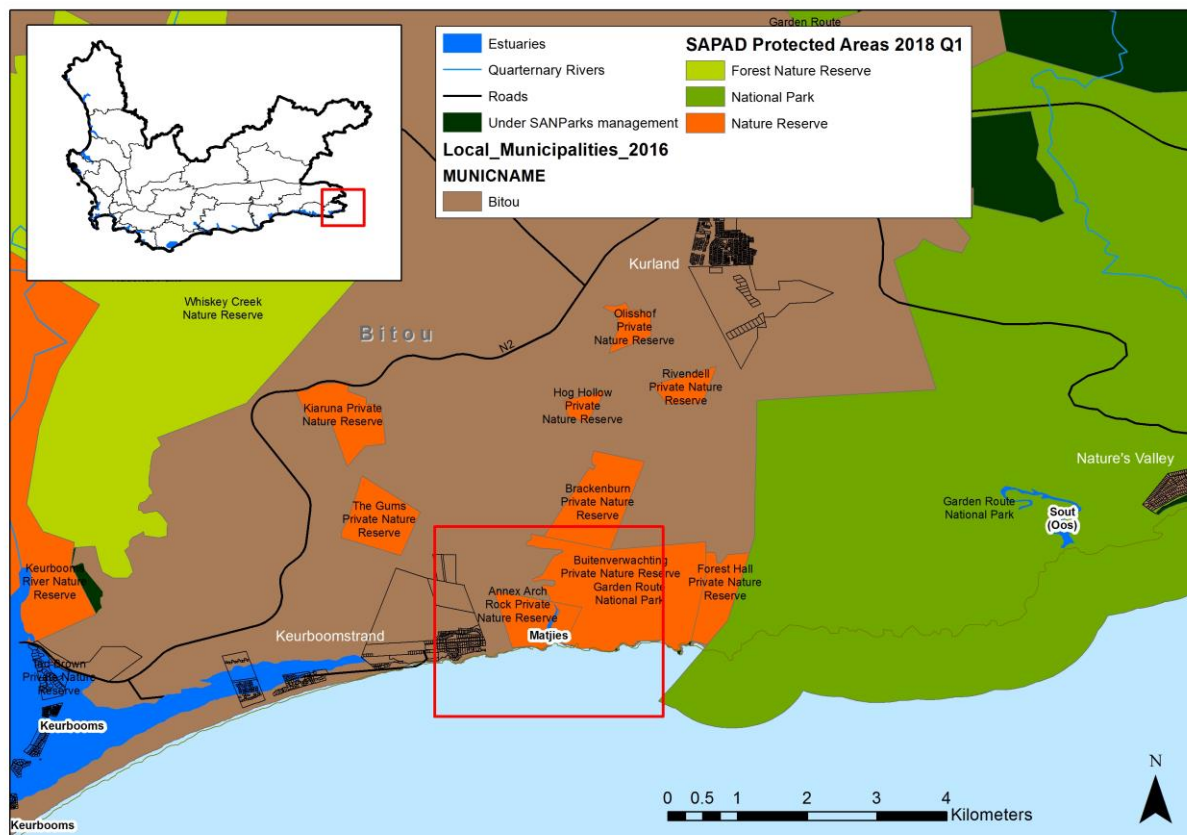 Garden Route
Estuaries
Quarternary Rivers
Roads
Under SANParks management
Local_Municipalities_2016
MUNICNAME
Bitou
SAPAD Protected Areas 2018 Q1
Forest Nature Reserve
National Park
Nature Reserve
Kurland
Whiskey Creek
Nature Reserve
Bitou
N2
Olisshof
Private
Nature Reserve
Rivendell
Private Nature
Reserve
Hog Hollow
Private
Nature Reserve
Kiaruna Private
Nature Reserve
Nature's Valley
Brackenburn
Private Nature
Reserve
The Gums
Private Nature
Reserve
Garden Route
National Park
Sout
(Oos)
Keurbooms
River Nature
Reserve
Buitenverwachting
Private Nature Reserve
Garden Route
National Park
Forest Hall
Private Nature
Reserve
Annex Arch
Rock Private
Nature Reserve
Matjies
Keurboomstrand
Private Nature
Reserve
Keurbooms
Keurbooms
N
0 0.5 1 2 3 4
Kilometers